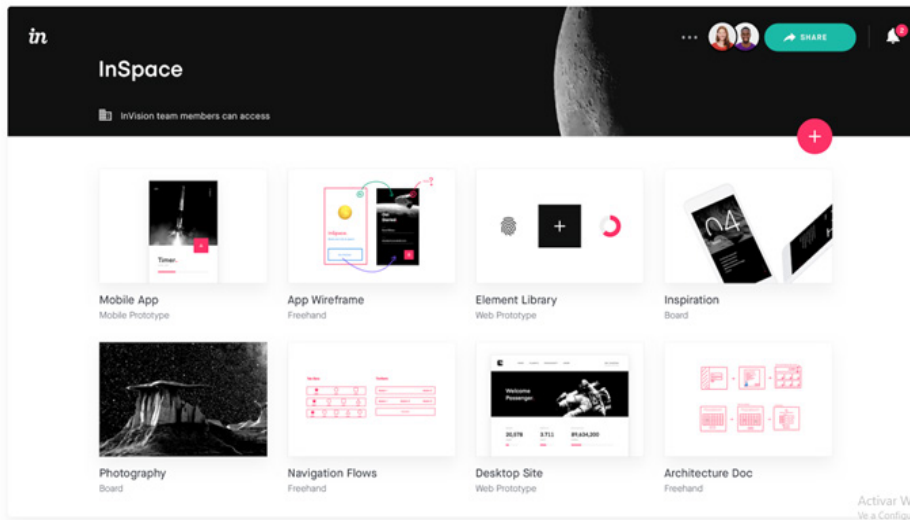 in
SHARE
2
InSpace
InVision team members can access
Timer.
InSpace.
04
Mobile App
Mobile Prototype
App Wireframe
Freehand
Element Library
Web Prototype
Inspiration
Board
Welcome
Passenger.
20,078
3.711
89,634,200
Photography
Board
Navigation Flows
Freehand
Desktop Site
Web Prototype
Architecture Doc
Freehand
Activar W
Ve a Configu